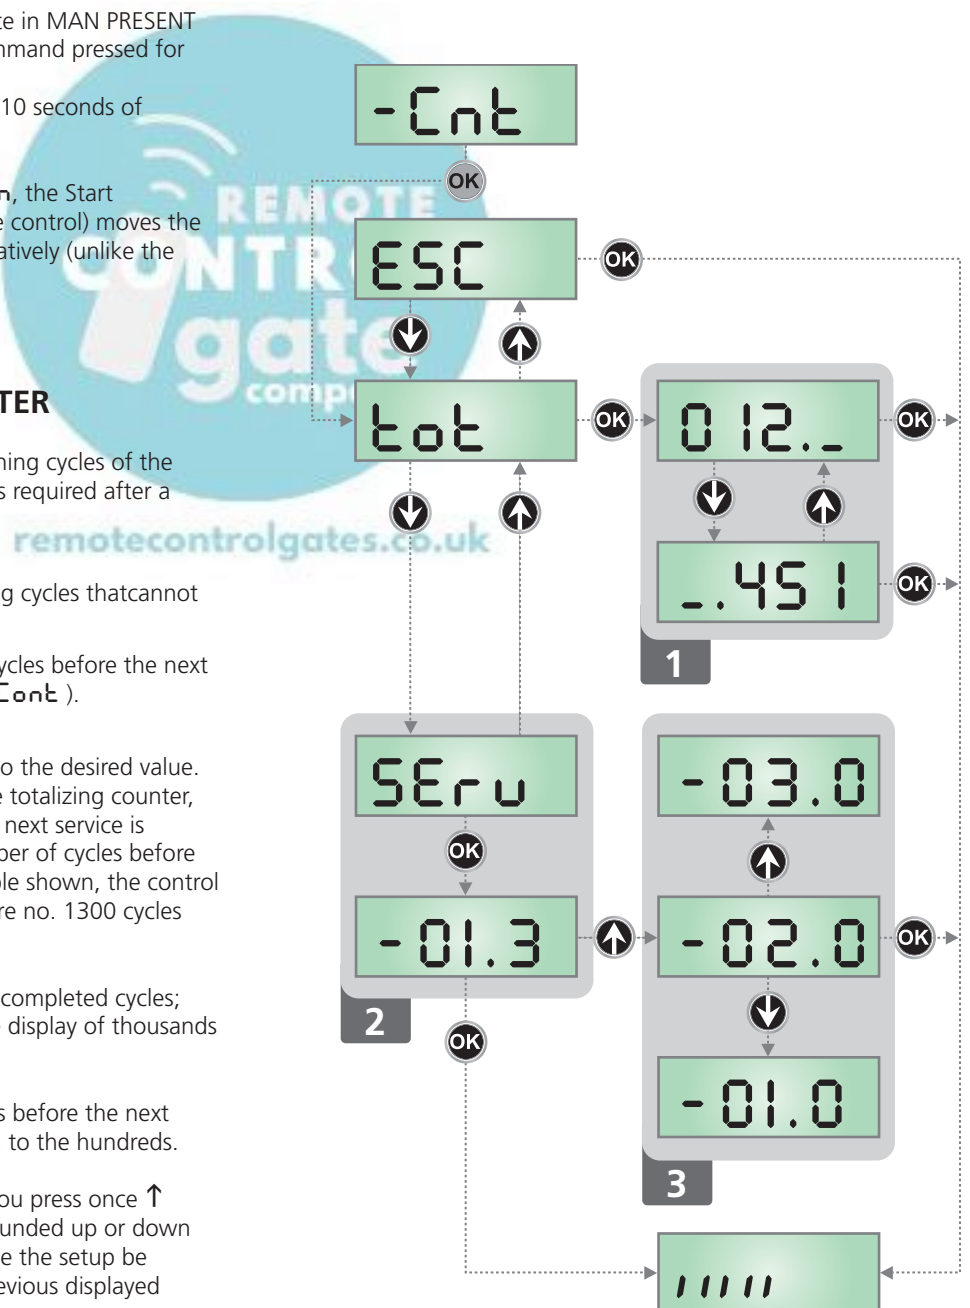 te in MAN PRESENT
mmand pressed for
10 seconds of
n, the Start
e control) moves the
atively (unlike the
TER
ning cycles of the
s required after a
g cycles thatcannot
ycles before the next
Cont ).
o the desired value.
e totalizing counter,
next service is
ber of cycles before
ple shown, the control
re no. 1300 cycles
completed cycles;
e display of thousands
s before the next
to the hundreds.
ou press once ↑
unded up or down
e the setup be
evious displayed
REMOTE
CONTROL
gate
comp
remotecontrolgates.co.uk
-Cnt
OK
ESC
OK
tot
OK
012._
OK
_.451
OK
1
SErv
OK
-01.3
2
OK
-03.0
-02.0
OK
-01.0
3